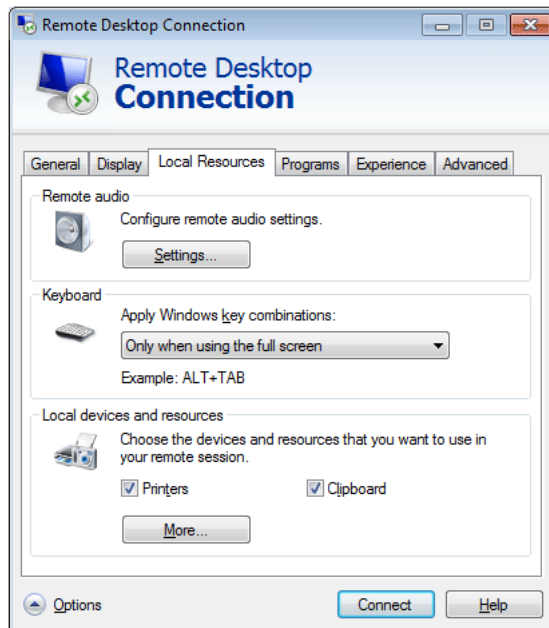 Remote Desktop Connection
Remote Desktop
Connection
General Display Local Resources Programs Experience Advanced
Remote audio
Configure remote audio settings.
Settings...
Keyboard
Apply Windows key combinations:
Only when using the full screen
Example: ALT+TAB
Local devices and resources
Choose the devices and resources that you want to use in
your remote session.
Printers Clipboard
More...
Options Connect Help